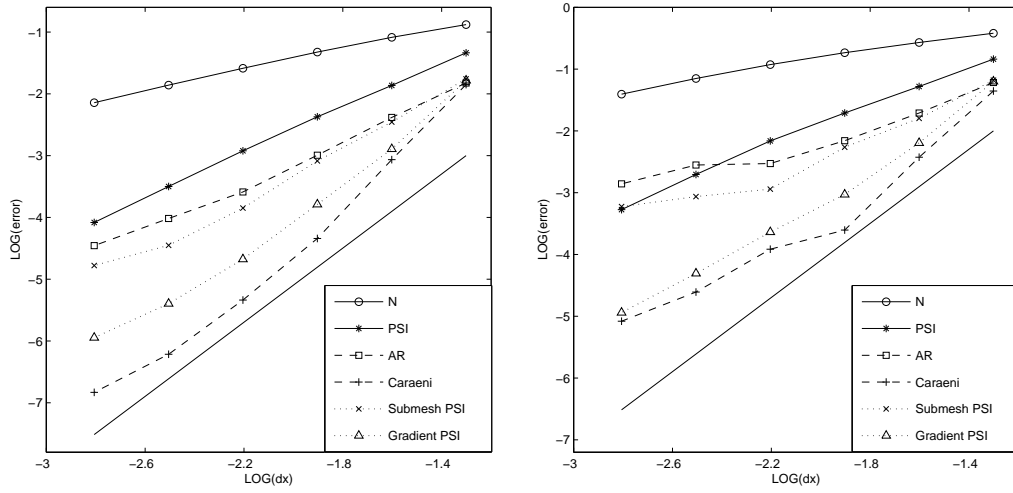 −1
−2
−3
−4
−5
−6
−7
LOG(error)
−3
−2.6
−2.2
−1.8
−1.4
LOG(dx)
N
PSI
AR
Caraeni
Submesh PSI
Gradient PSI
0
−1
−2
−3
−4
−5
−6
−7
LOG(error)
−3
−2.6
−2.2
−1.8
−1.4
LOG(dx)
N
PSI
AR
Caraeni
Submesh PSI
Gradient PSI